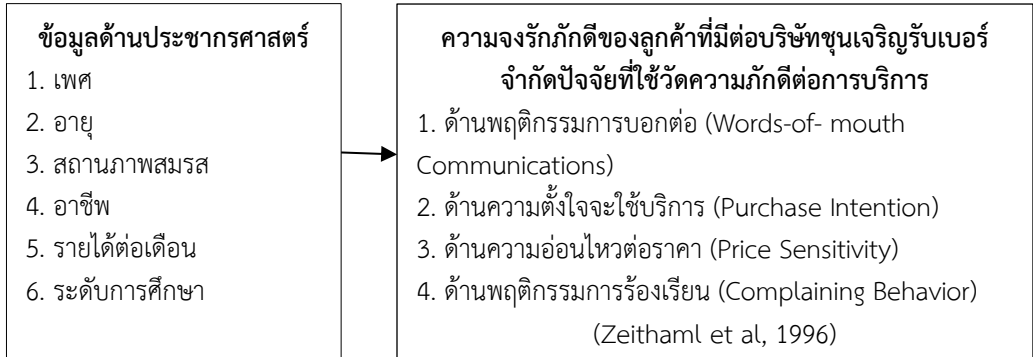 ข้อมูลด้านประชากรศาสตร์
1. เพศ
2. อายุ
3. สถานภาพสมรส
4. อาชีพ
5. รายได้ต่อเดือน
6. ระดับการศึกษา
ความจงรักภักดีของลูกค้าที่มีต่อบริษัทชุนเจริญรับเบอร์
จำกัดปัจจัยที่ใช้วัดความภักดีต่อการบริการ
1. ด้านพฤติกรรมการบอกต่อ (Words-of- mouth
Communications)
2. ด้านความตั้งใจจะใช้บริการ (Purchase Intention)
3. ด้านความอ่อนไหวต่อราคา (Price Sensitivity)
4. ด้านพฤติกรรมการร้องเรียน (Complaining Behavior)
(Zeithaml et al, 1996)